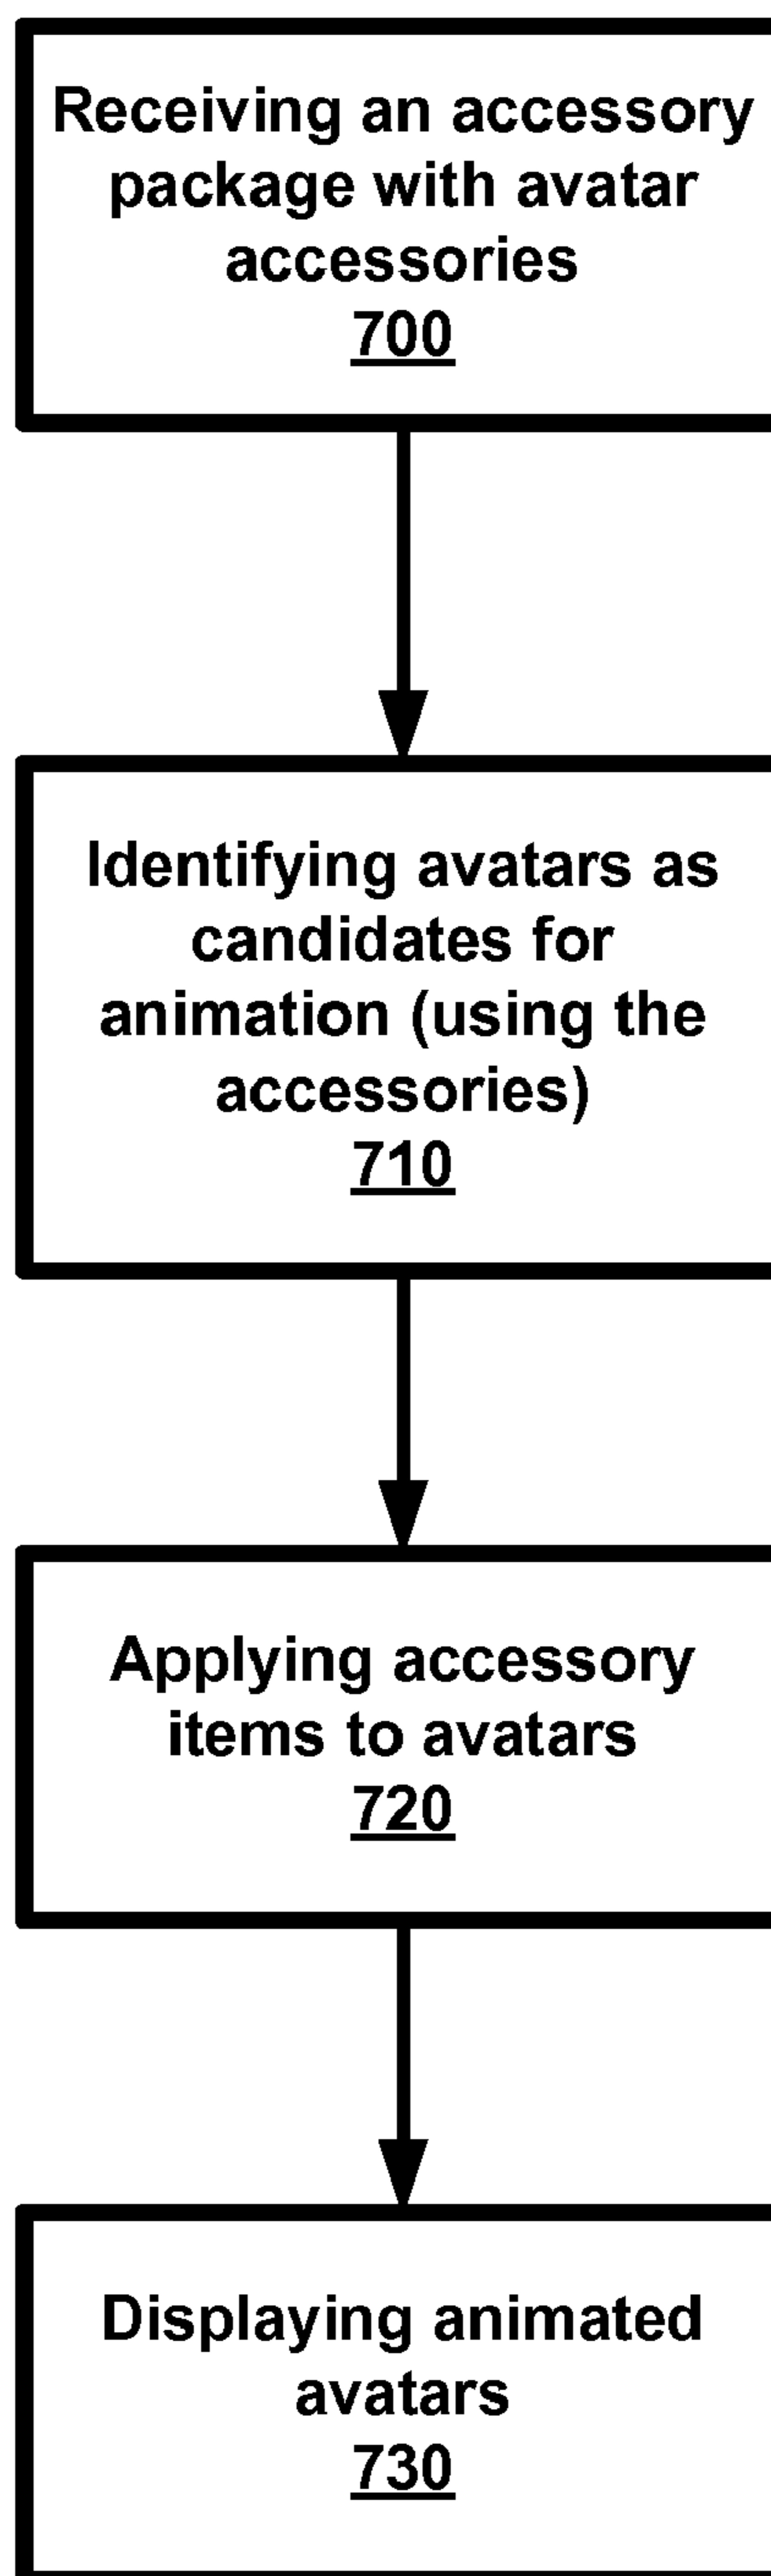 Receiving an accessory
package with avatar
accessories
700
Identifying avatars as
candidates for
animation (using the
accessories)
710
Applying accessory
items to avatars
720
Displaying animated
avatars
730